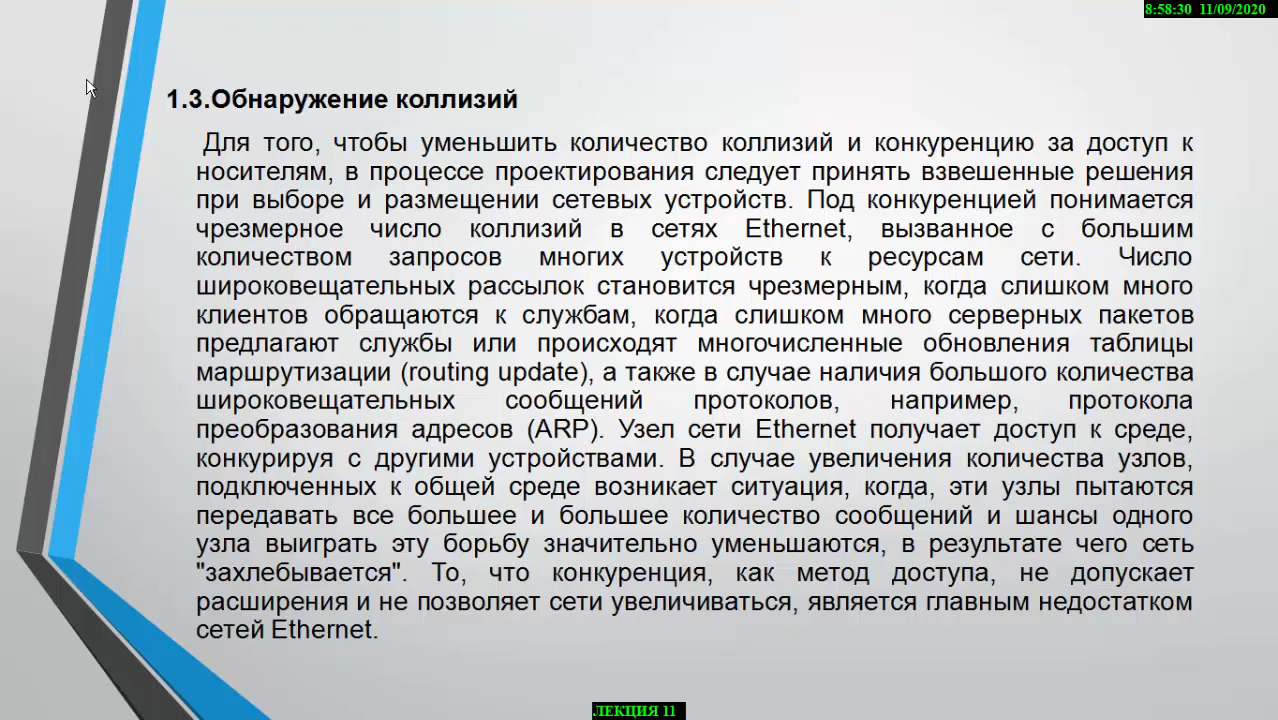 8:58:30 11/09/2020
1.3.Обнаружение коллизий
Для того, чтобы уменьшить количество коллизий и конкуренцию за доступ к
носителям, в процессе проектирования следует принять взвешенные решения
при выборе и размещении сетевых устройств. Под конкуренцией понимается
чрезмерное число коллизий в сетях Ethernet, вызванное с большим
количеством запросов многих устройств к ресурсам сети. Число
широковещательных рассылок становится чрезмерным, когда слишком много
клиентов обращаются к службам, когда слишком много серверных пакетов
предлагают службы или происходят многочисленные обновления таблицы
маршрутизации (routing update), а также в случае наличия большого количества
широковещательных сообщений протоколов, например, протокола
преобразования адресов (ARP). Узел сети Ethernet получает доступ к среде,
конкурируя с другими устройствами. В случае увеличения количества узлов,
подключенных к общей среде возникает ситуация, когда, эти узлы пытаются
передавать все большее и большее количество сообщений и шансы одного
узла выиграть эту борьбу значительно уменьшаются, в результате чего сеть
"захлебывается". То, что конкуренция, как метод доступа, не допускает
расширения и не позволяет сети увеличиваться, является главным недостатком
сетей Ethernet.
ЛЕКЦИЯ 11